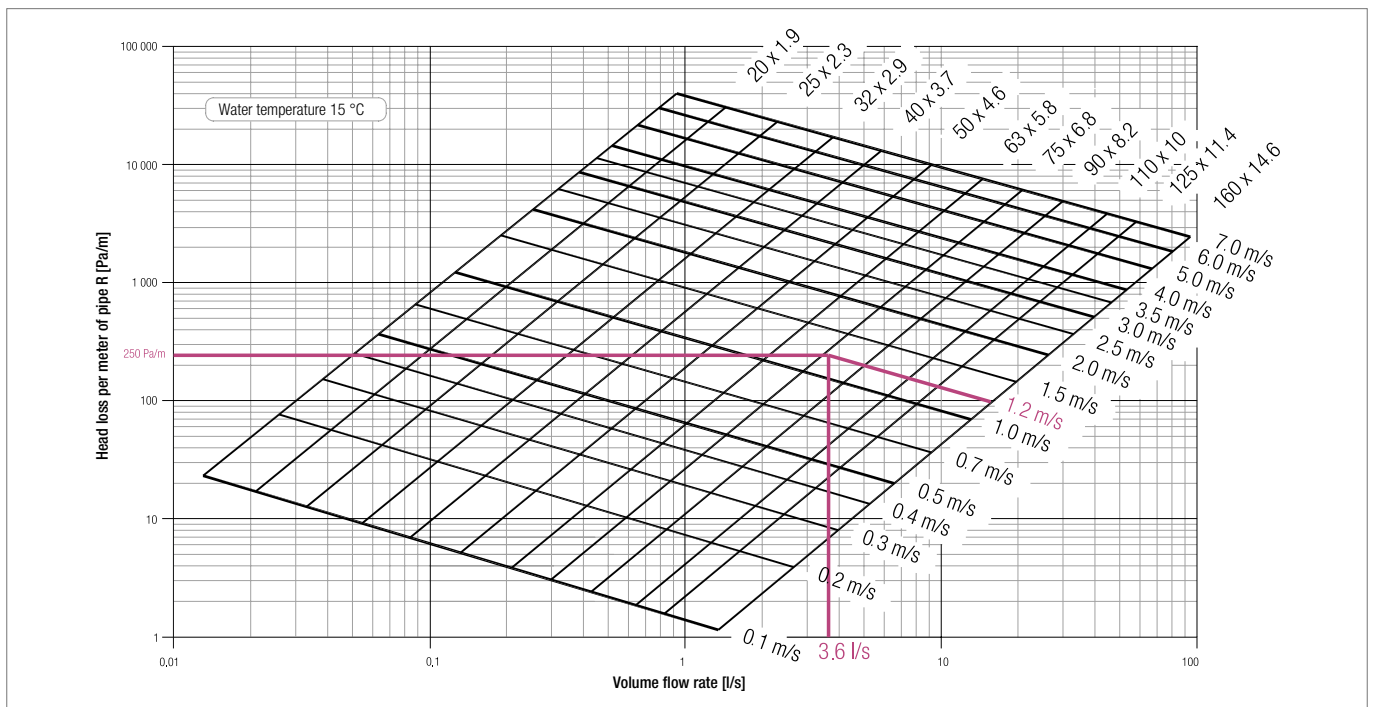 100 000
20 x 1.9
25 x 2.3
32 x 2.9
40 x 3.7
50 x 4.6
63 x 5.8
75 x 6.8
90 x 8.2
110 x 10
125 x 11.4
160 x 14.6
Water temperature 15 °C
10 000
1 000
250 Pa/m
100
10
1
Head loss per meter of pipe R [Pa/m]
7.0 m/s
6.0 m/s
5.0 m/s
4.0 m/s
3.5 m/s
3.0 m/s
2.5 m/s
2.0 m/s
1.5 m/s
1.2 m/s
1.0 m/s
0.7 m/s
0.5 m/s
0.4 m/s
0.3 m/s
0.2 m/s
0.1 m/s
0,01
0,1
1
3.6 l/s
10
100
Volume flow rate [l/s]